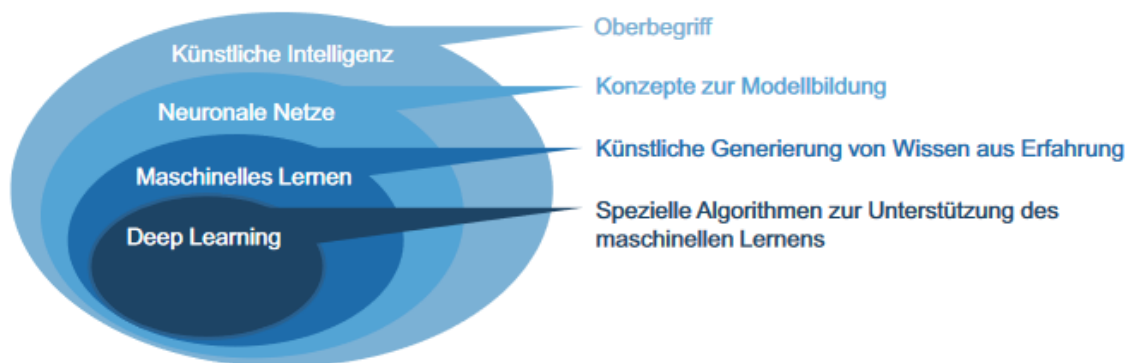 Künstliche Intelligenz
Oberbegriff
Neuronale Netze
Konzepte zur Modellbildung
Maschinelles Lernen
Künstliche Generierung von Wissen aus Erfahrung
Deep Learning
Spezielle Algorithmen zur Unterstützung des
maschinellen Lernens